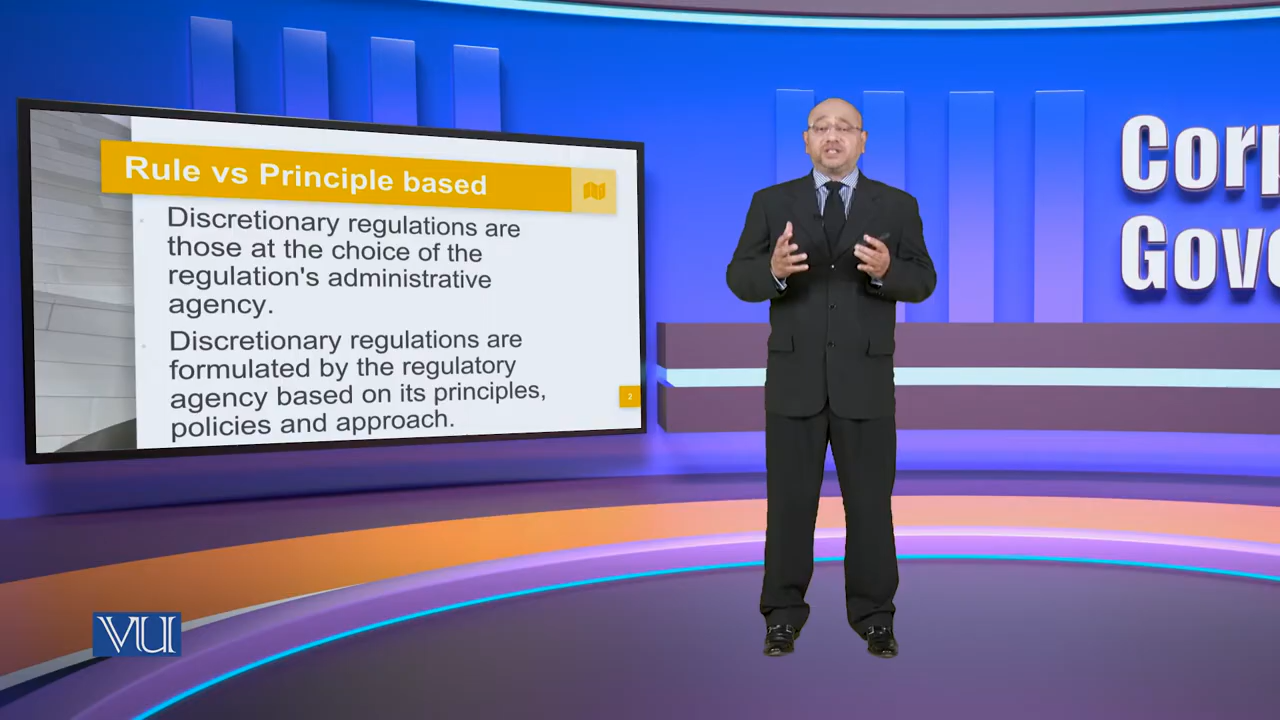 Rule vs Principle based
Discretionary regulations are
those at the choice of the
regulation's administrative
agency.
Discretionary regulations are
formulated by the regulatory
agency based on its principles,
policies and approach.
2
Corp
Gove
VU